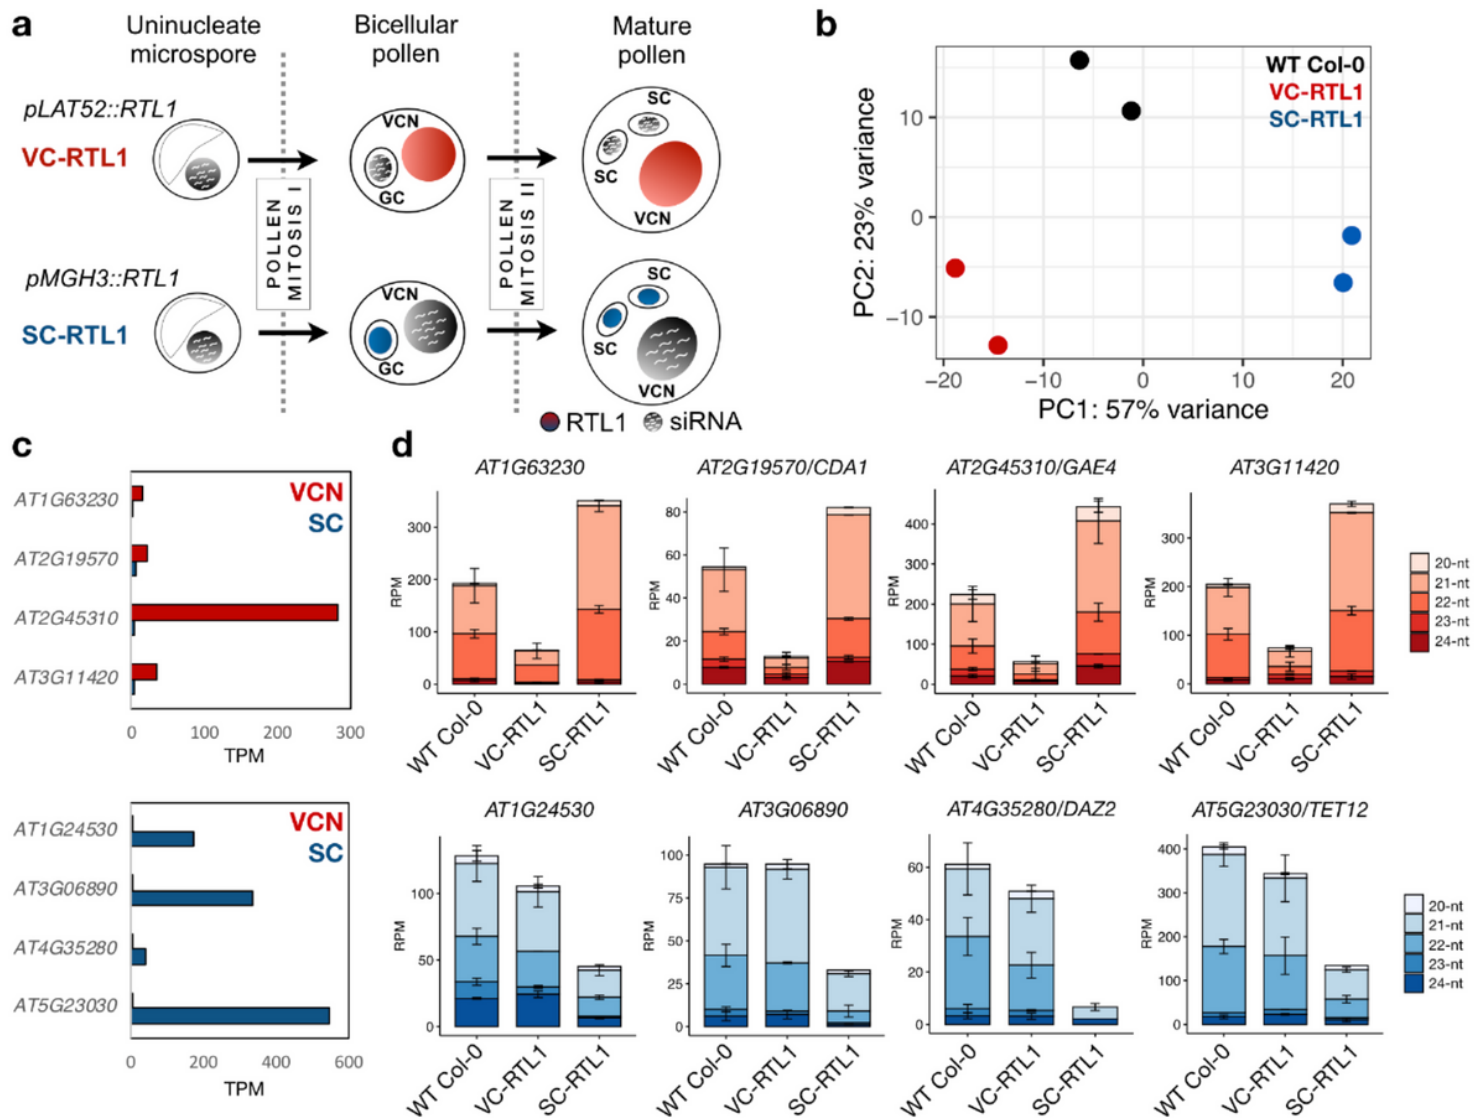 a
Uninucleate
microspore
Bicellular
pollen
Mature
pollen
pLAT52::RTL1
VC-RTL1
VCN
GC
SC
SC
VCN
POLLEN
MITOSIS I
POLLEN
MITOSIS II
pMGH3::RTL1
SC-RTL1
VCN
GC
SC
SC
VCN
RTL1
siRNA
b
WT Col-0
VC-RTL1
SC-RTL1
PC2: 23% variance
10
0
−10
−20
−10
0
10
20
PC1: 57% variance
c
AT1G63230
AT2G19570
AT2G45310
AT3G11420
VCN
SC
0
100
200
300
TPM
AT1G24530
AT3G06890
AT4G35280
AT5G23030
VCN
SC
0
200
400
600
TPM
d
AT1G63230
RPM
300
200
100
0
WT Col-0
VC-RTL1
SC-RTL1
AT2G19570/CDA1
RPM
80
60
40
20
0
WT Col-0
VC-RTL1
SC-RTL1
AT2G45310/GAE4
RPM
400
300
200
100
0
WT Col-0
VC-RTL1
SC-RTL1
AT3G11420
RPM
300
200
100
0
WT Col-0
VC-RTL1
SC-RTL1
20-nt
21-nt
22-nt
23-nt
24-nt
AT1G24530
RPM
100
50
0
WT Col-0
VC-RTL1
SC-RTL1
AT3G06890
RPM
100
75
50
25
0
WT Col-0
VC-RTL1
SC-RTL1
AT4G35280/DAZ2
RPM
60
40
20
0
WT Col-0
VC-RTL1
SC-RTL1
AT5G23030/TET12
RPM
400
300
200
100
0
WT Col-0
VC-RTL1
SC-RTL1
20-nt
21-nt
22-nt
23-nt
24-nt